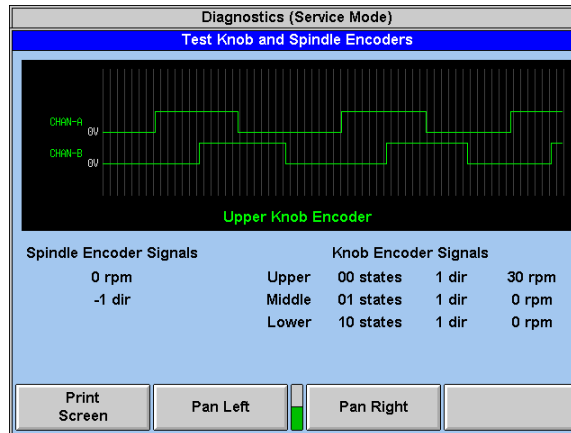 Diagnostics (Service Mode)
Test Knob and Spindle Encoders
CHAN-A
0V
CHAN-B
0V
Upper Knob Encoder
Spindle Encoder Signals
0 rpm
-1 dir
Knob Encoder Signals
Upper 00 states 1 dir 30 rpm
Middle 01 states 1 dir 0 rpm
Lower 10 states 1 dir 0 rpm
Print
Screen
Pan Left
Pan Right